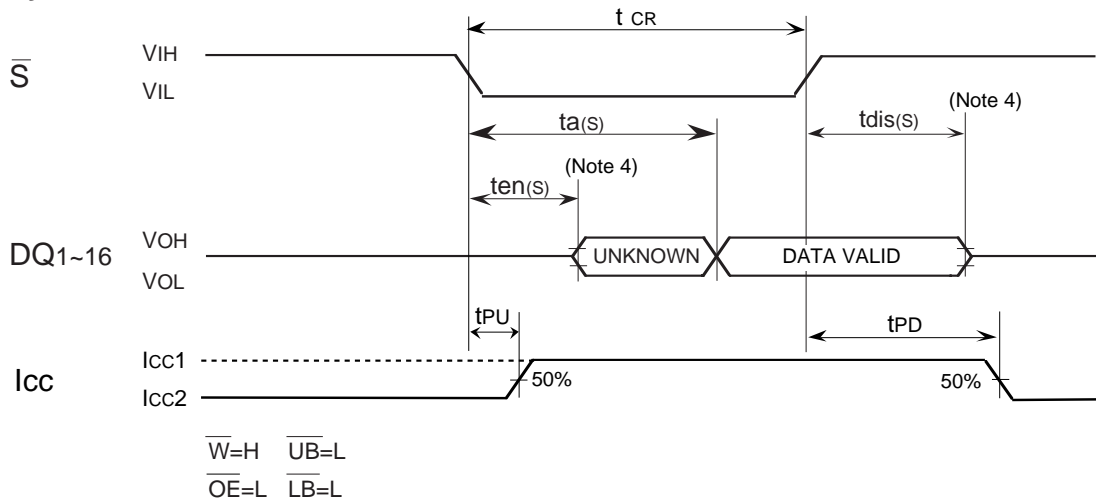 t CR
S VIH
VIL
(Note 4)
ta(S) tdis(S)
(Note 4)
ten(S)
DQ1~16 VOH UNKNOWN DATA VALID
VOL
tPU tPD
Icc Icc1
50% 50%
Icc2
W=H UB=L
OE=L LB=L